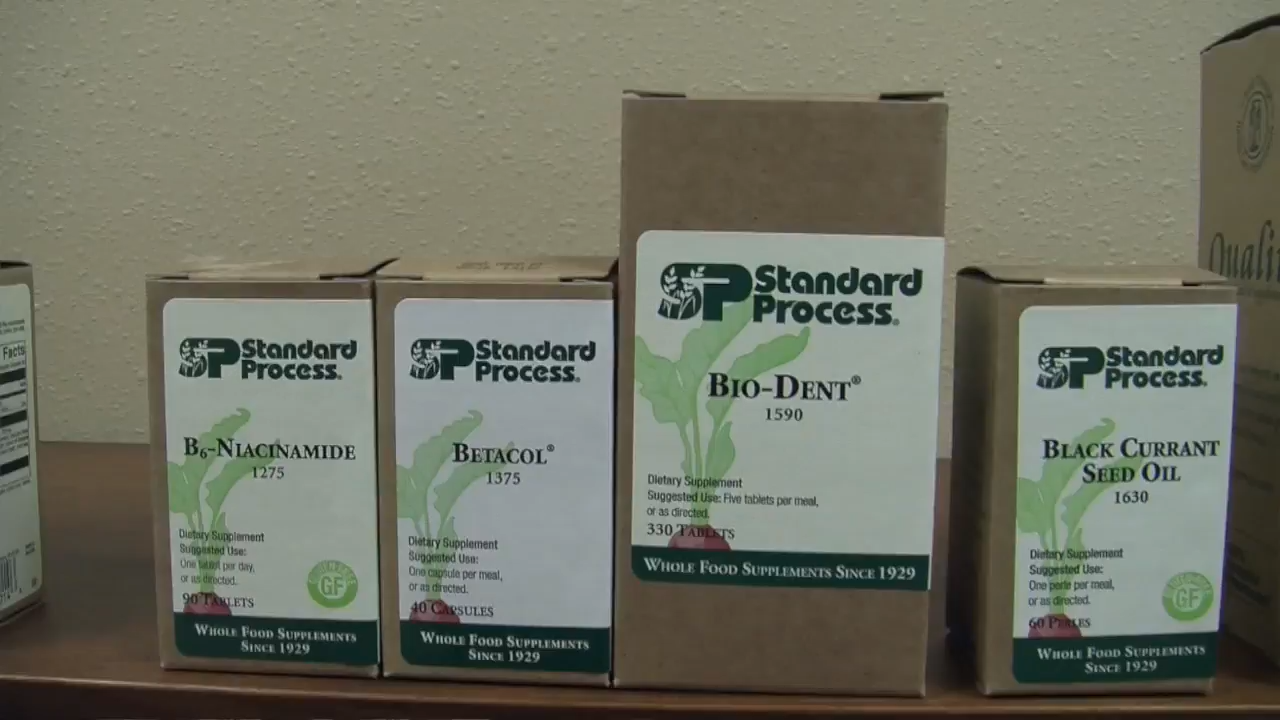 Facts
Standard
Process®
B6-NIACINAMIDE
1275
Dietary Supplement
Suggested Use:
One tablet per day,
or as directed.
90 TABLETS
GLUTEN FREE
GF
WHOLE FOOD SUPPLEMENTS
SINCE 1929
Standard
Process®
BETACOL®
1375
Dietary Supplement
Suggested Use:
One capsule per meal,
or as directed.
40 CAPSULES
WHOLE FOOD SUPPLEMENTS
SINCE 1929
Standard
Process®
BIO-DENT®
1590
Dietary Supplement
Suggested Use: Five tablets per meal,
or as directed.
330 TABLETS
WHOLE FOOD SUPPLEMENTS SINCE 1929
Standard
Process®
BLACK CURRANT
SEED OIL
1630
Dietary Supplement
Suggested Use:
One perle per meal,
or as directed.
60 PERLES
GLUTEN FREE
GF
WHOLE FOOD SUPPLEMENTS
SINCE 1929
Quali